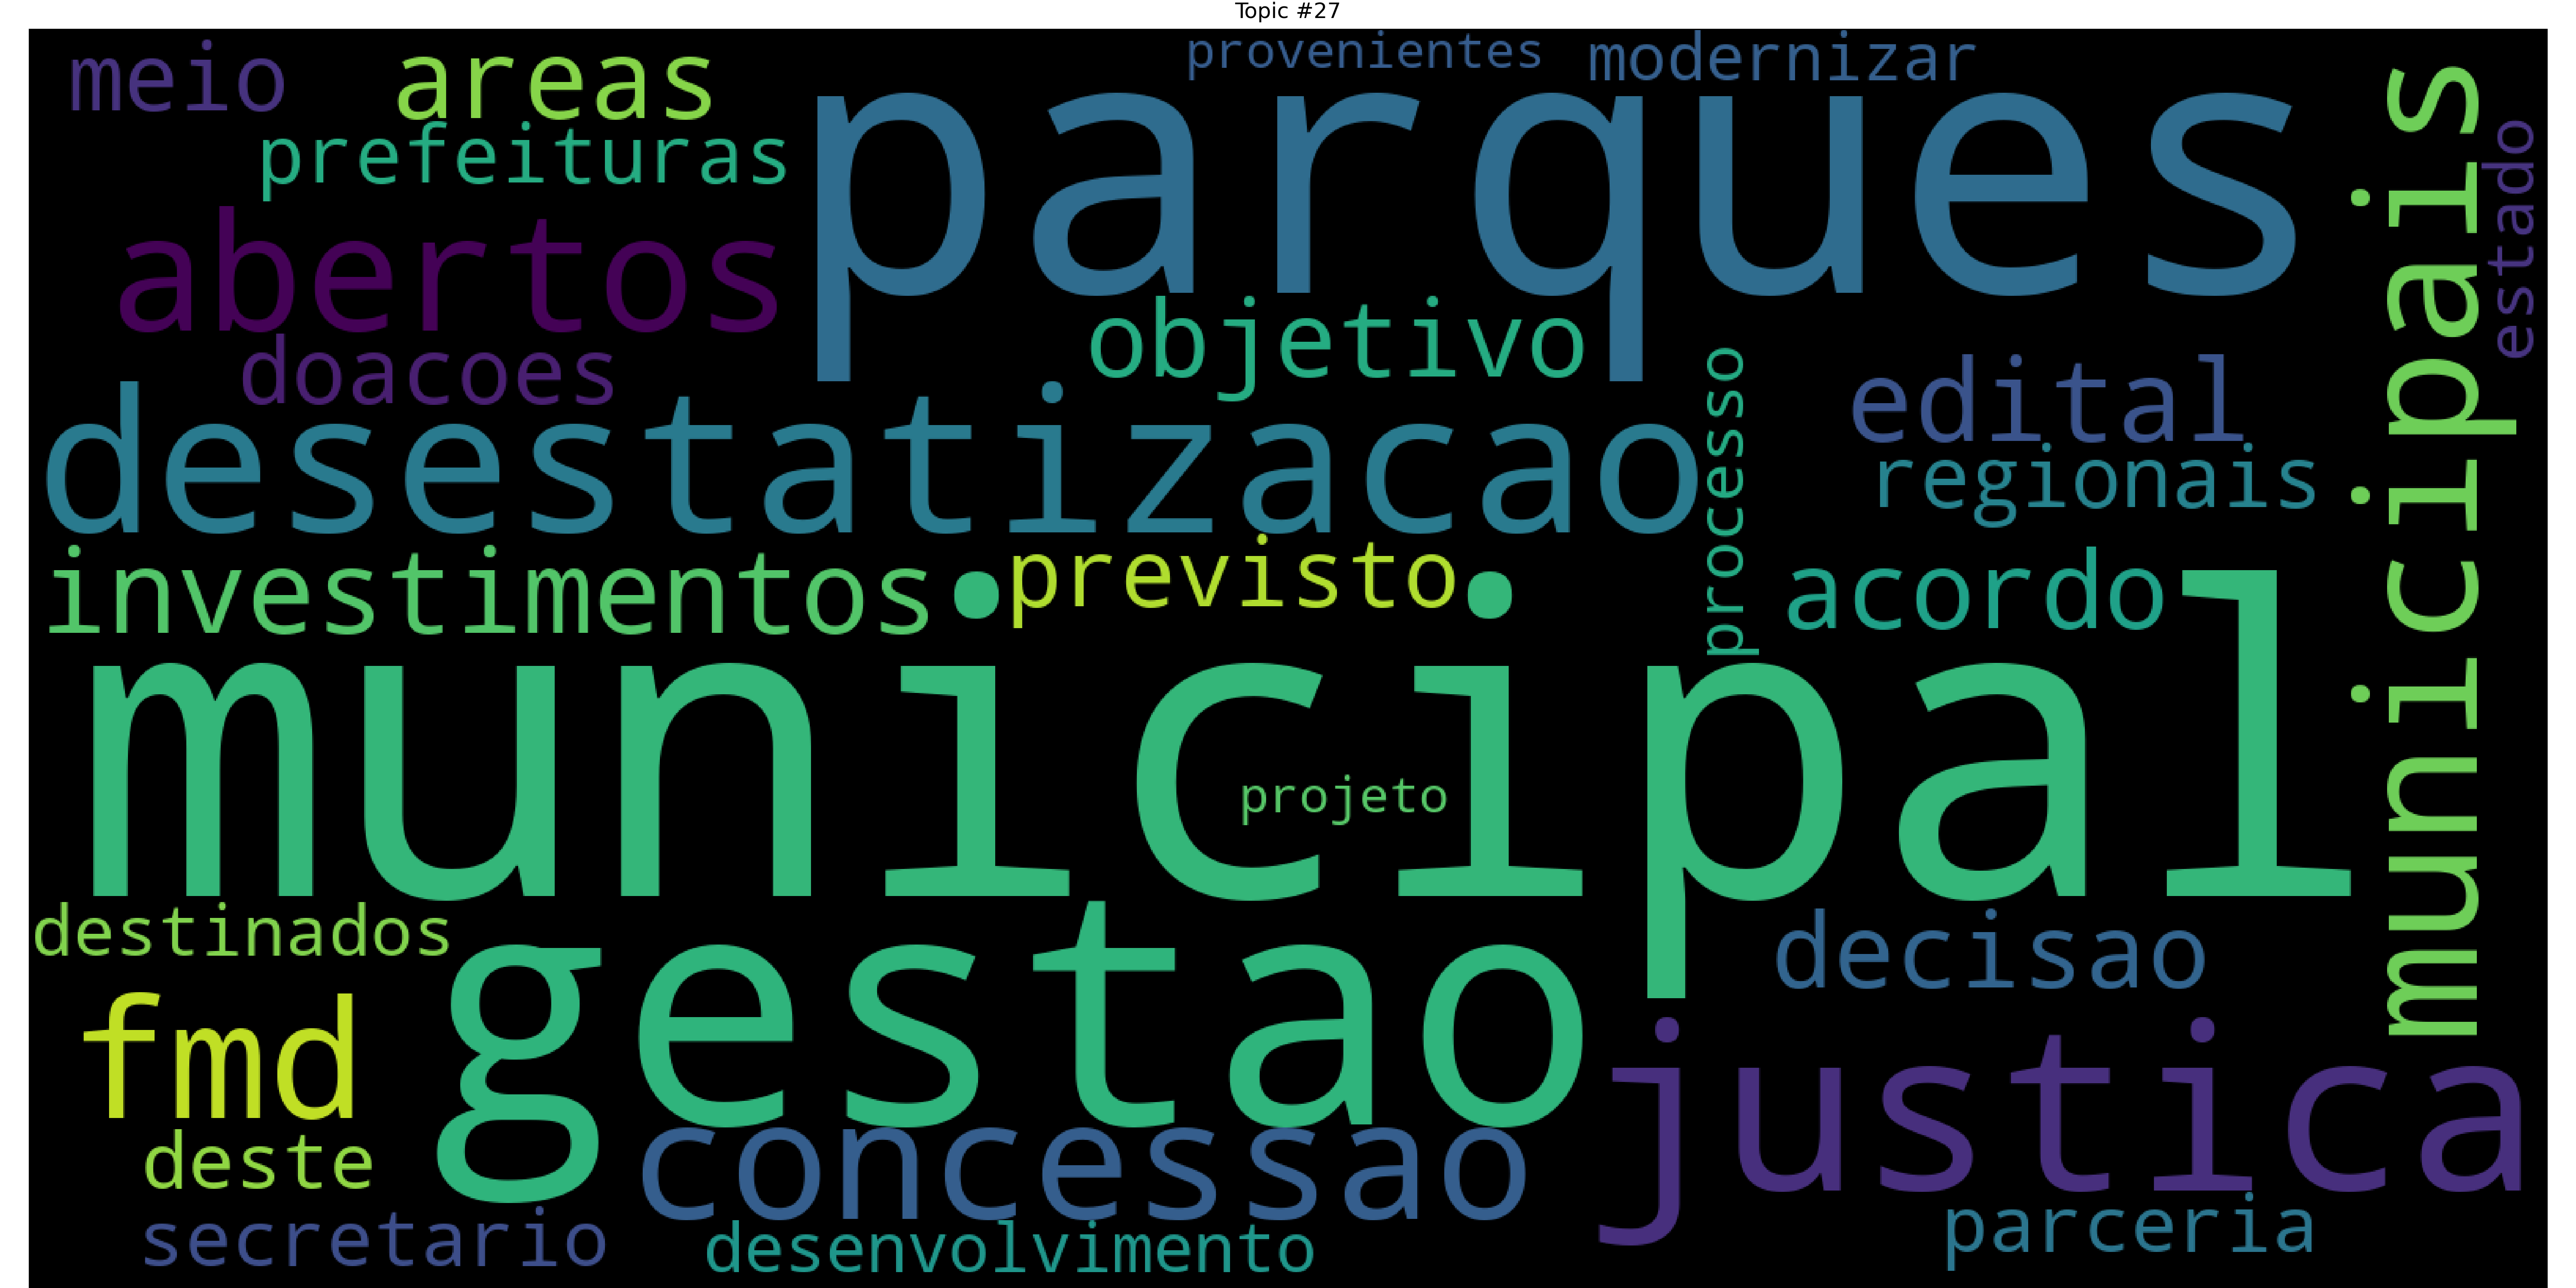 Topic #27
provenientes
modernizar
meio
areas
prefeituras
parques
municipais
estado
abertos
objetivo
doacoes
processo
edital
desestatizacao
regionais
investimentos
previsto
acordo
municipal
projeto
destinados
gestao
decisao
fmd
justica
deste
concessao
secretario
desenvolvimento
parceria